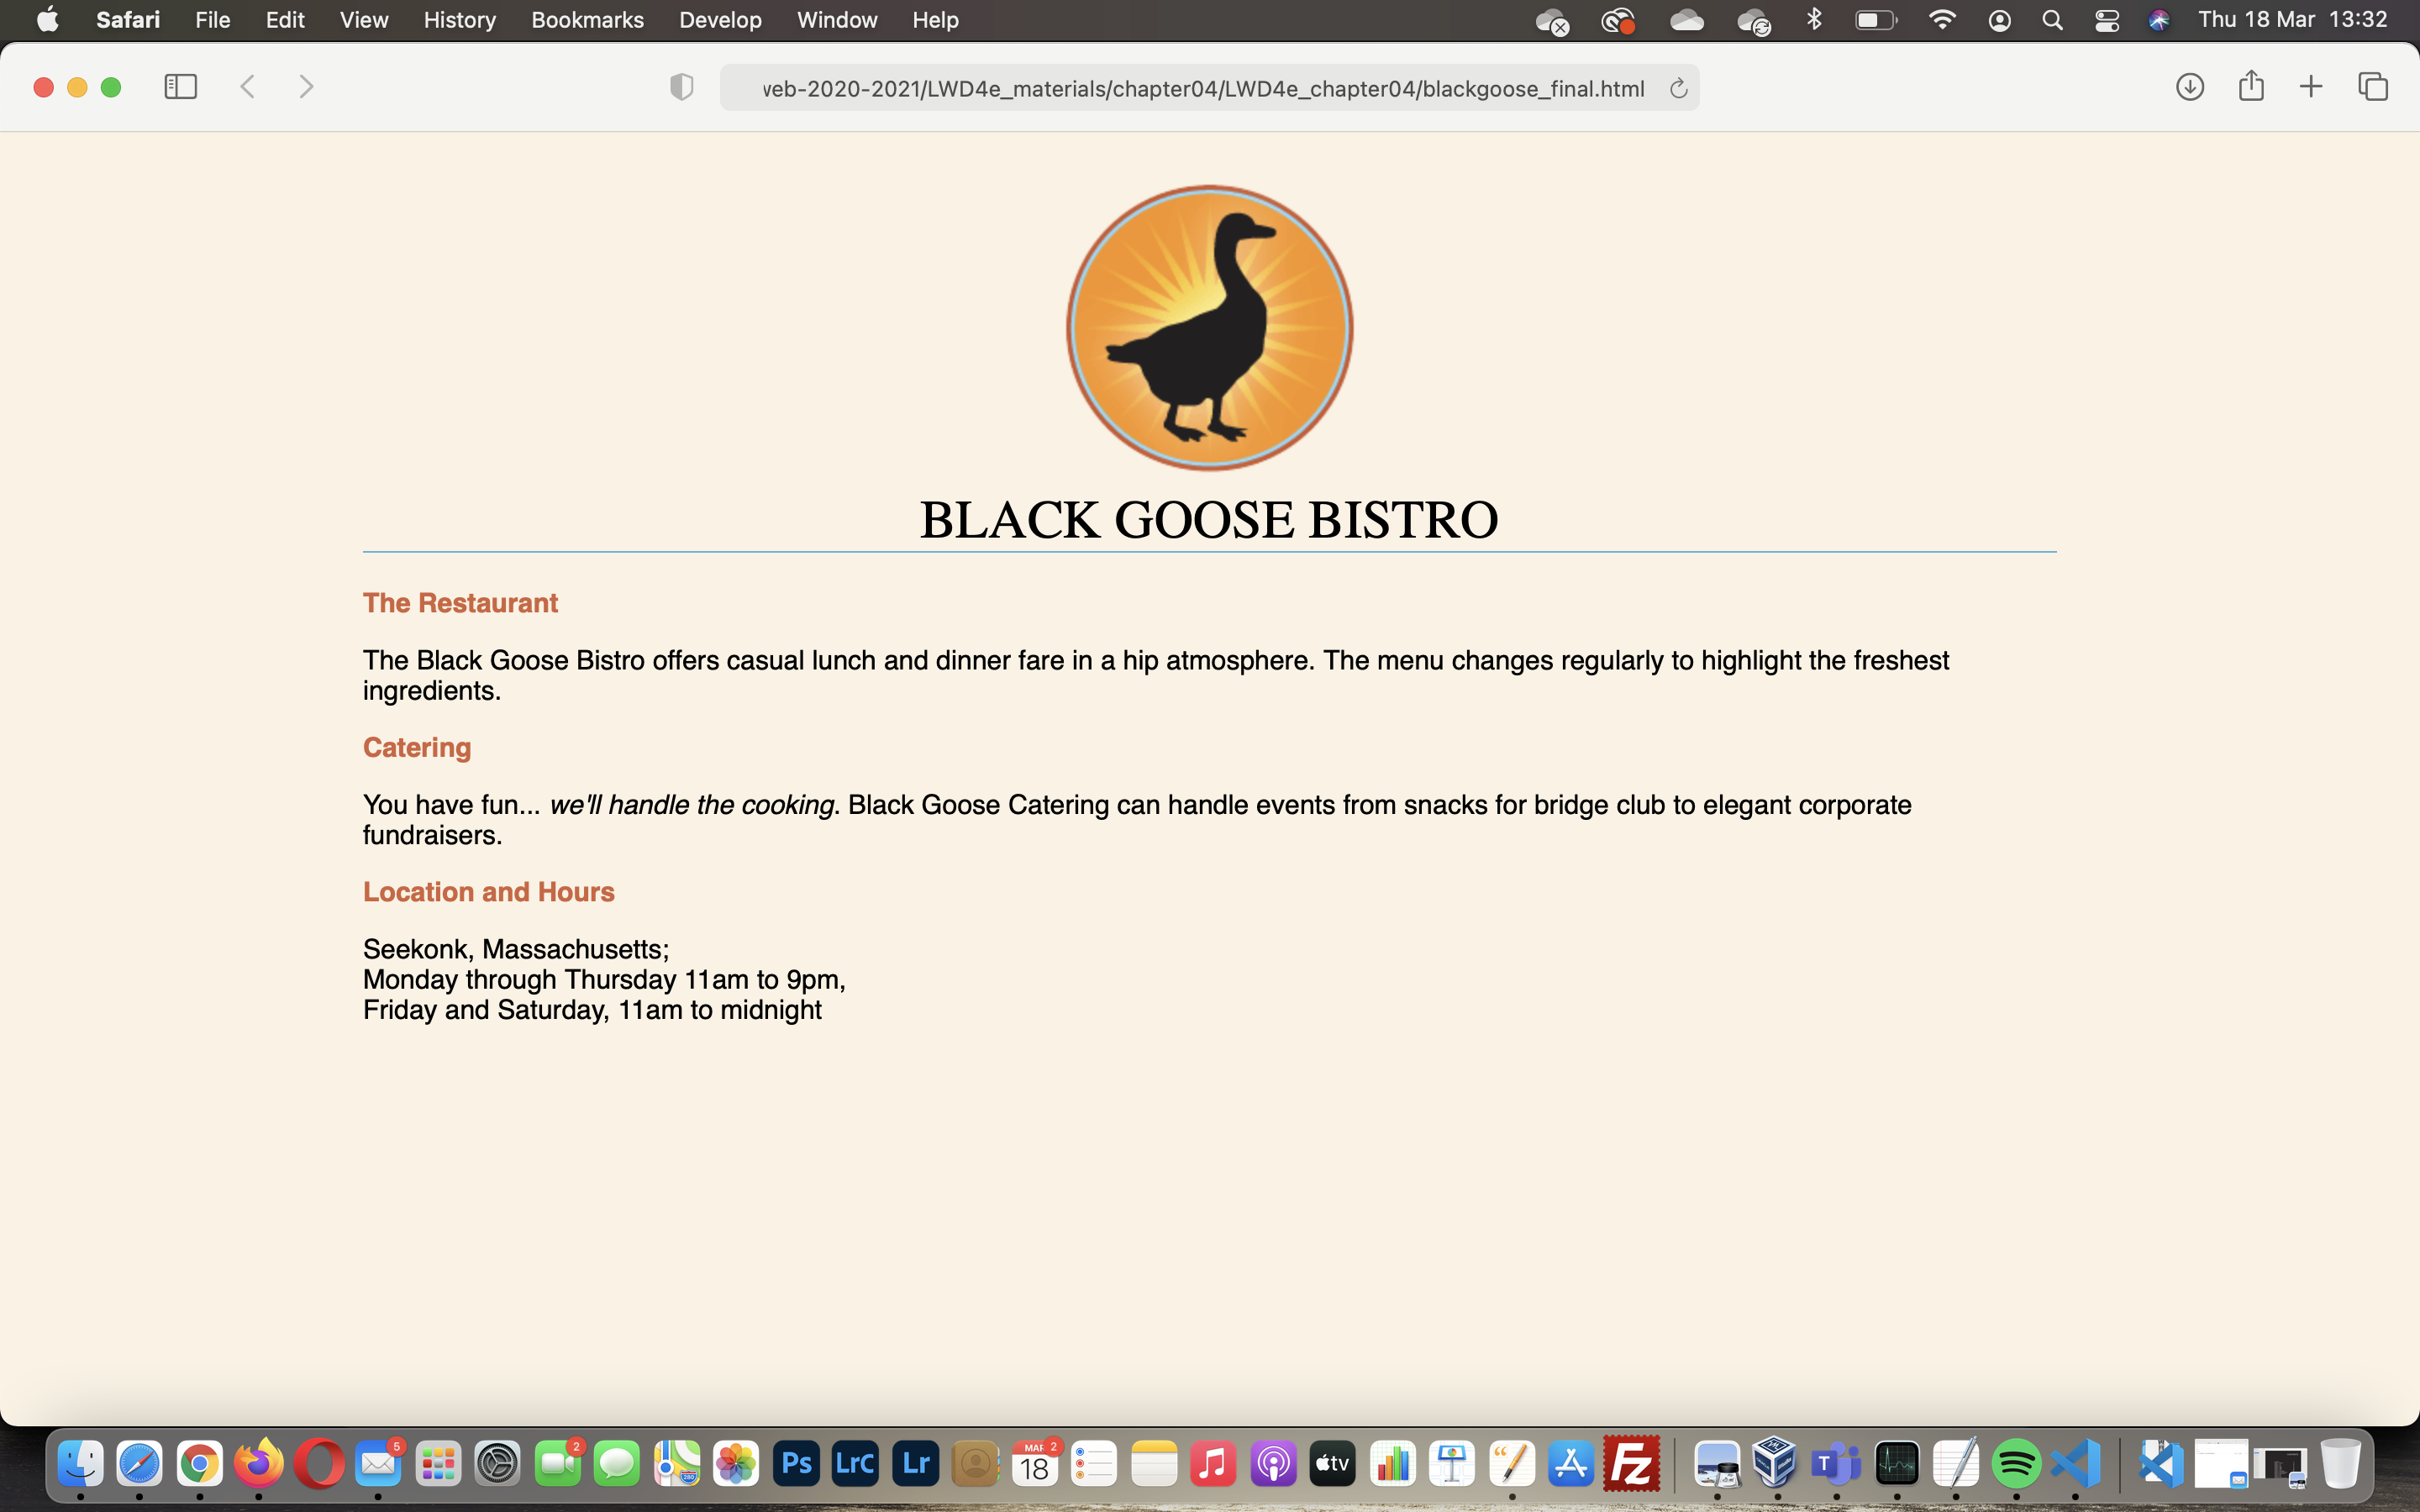 Safari File Edit View History Bookmarks Develop Window Help Thu 18 Mar 13:32
web-2020-2021/LWD4e_materials/chapter04/LWD4e_chapter04/blackgoose_final.html
BLACK GOOSE BISTRO
The Restaurant
The Black Goose Bistro offers casual lunch and dinner fare in a hip atmosphere. The menu changes regularly to highlight the freshest
ingredients.
Catering
You have fun... we'll handle the cooking. Black Goose Catering can handle events from snacks for bridge club to elegant corporate
fundraisers.
Location and Hours
Seekonk, Massachusetts;
Monday through Thursday 11am to 9pm,
Friday and Saturday, 11am to midnight
5 2 Ps LrC Lr MAR 2 18 tv Fz T
280